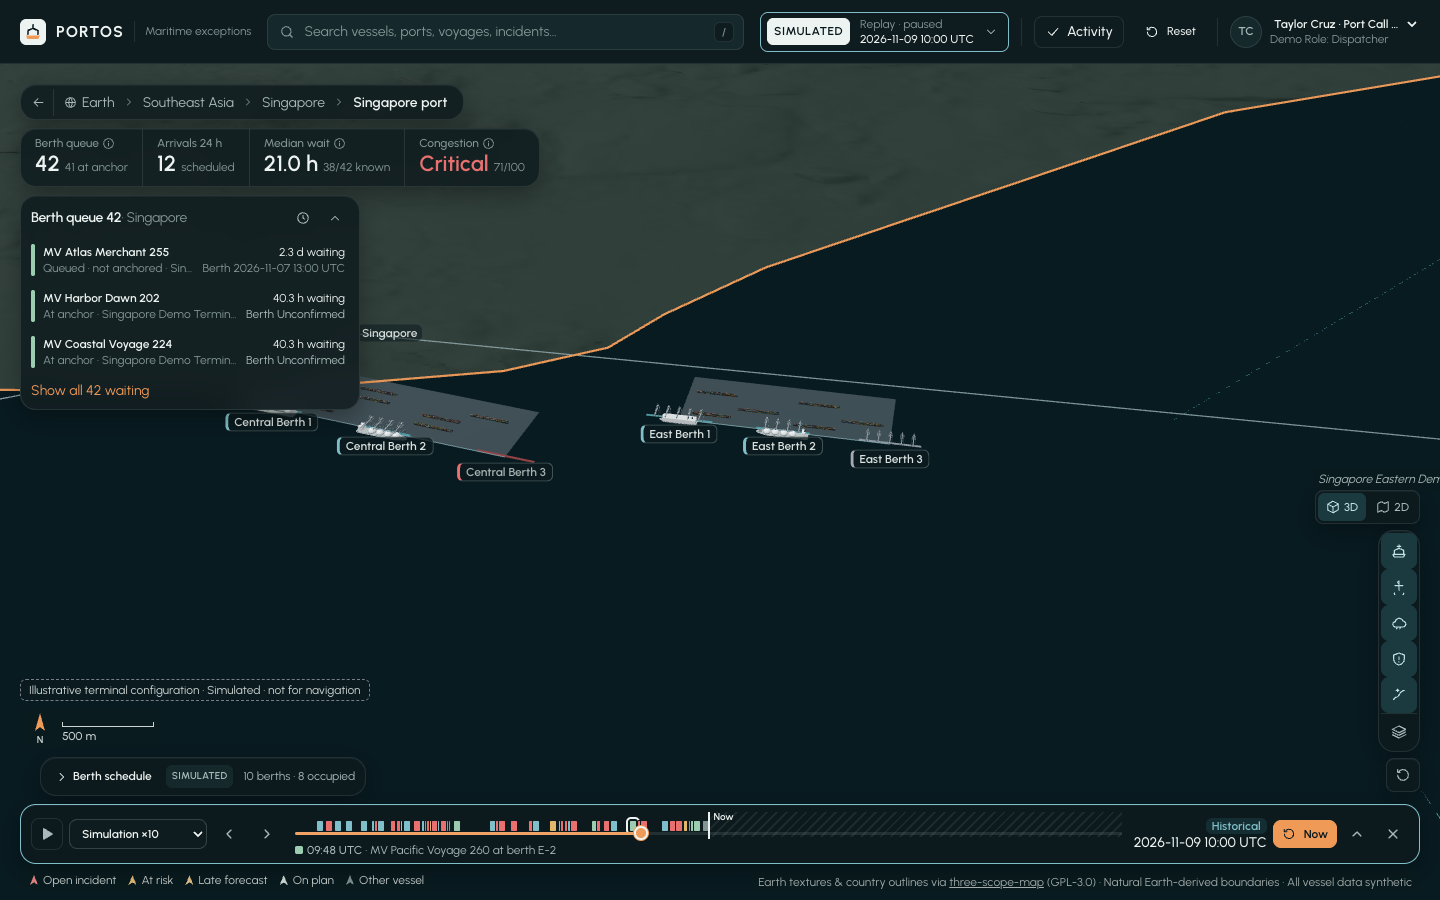 PORTOS
Maritime exceptions
Search vessels, ports, voyages, incidents...
/
SIMULATED
Replay · paused
2026-11-09 10:00 UTC
Activity
Reset
TC
Taylor Cruz · Port Call ...
Demo Role: Dispatcher
Earth
Southeast Asia
Singapore
Singapore port
Berth queue
42 41 at anchor
Arrivals 24 h
12 scheduled
Median wait
21.0 h 38/42 known
Congestion
Critical 71/100
Berth queue 42 · Singapore
MV Atlas Merchant 255 2.3 d waiting
Queued · not anchored · Sin... Berth 2026-11-07 13:00 UTC
MV Harbor Dawn 202 40.3 h waiting
At anchor · Singapore Demo Termin... Berth Unconfirmed
MV Coastal Voyage 224 40.3 h waiting
At anchor · Singapore Demo Termin... Berth Unconfirmed
Show all 42 waiting
Singapore
Central Berth 1
Central Berth 2
Central Berth 3
East Berth 1
East Berth 2
East Berth 3
Singapore Eastern Dem
3D
2D
Illustrative terminal configuration · Simulated · not for navigation
N
500 m
Berth schedule SIMULATED 10 berths · 8 occupied
Simulation ×10
Now
09:48 UTC · MV Pacific Voyage 260 at berth E-2
Historical
2026-11-09 10:00 UTC
Now
Open incident
At risk
Late forecast
On plan
Other vessel
Earth textures & country outlines via three-scope-map (GPL-3.0) · Natural Earth-derived boundaries · All vessel data synthetic